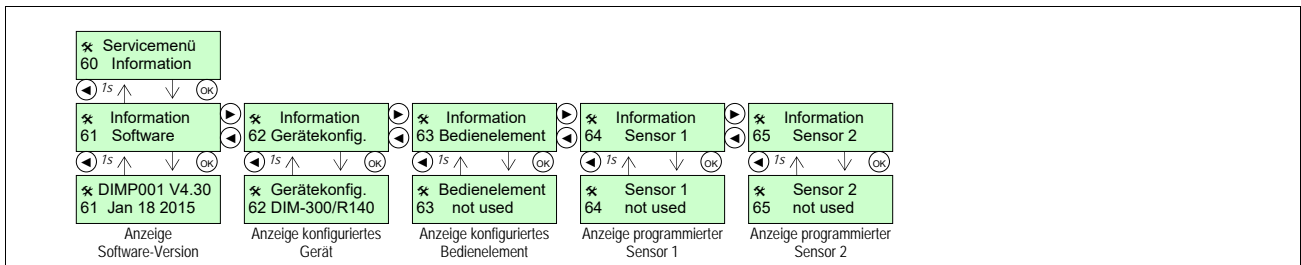 🛠 Servicemenü
60 Information
◄ 1s OK
🛠 Information
61 Software
► ◄
🛠 Information
62 Gerätekonfig.
► ◄
🛠 Information
63 Bedienelement
► ◄
🛠 Information
64 Sensor 1
► ◄
🛠 Information
65 Sensor 2
◄ 1s OK
◄ 1s OK
◄ 1s OK
◄ 1s OK
◄ 1s OK
🛠 DIMP001 V4.30
61 Jan 18 2015
🛠 Gerätekonfig.
62 DIM-300/R140
🛠 Bedienelement
63 not used
🛠 Sensor 1
64 not used
🛠 Sensor 2
65 not used
Anzeige
Software-Version
Anzeige konfiguriertes
Gerät
Anzeige konfiguriertes
Bedienelement
Anzeige programmierter
Sensor 1
Anzeige programmierter
Sensor 2